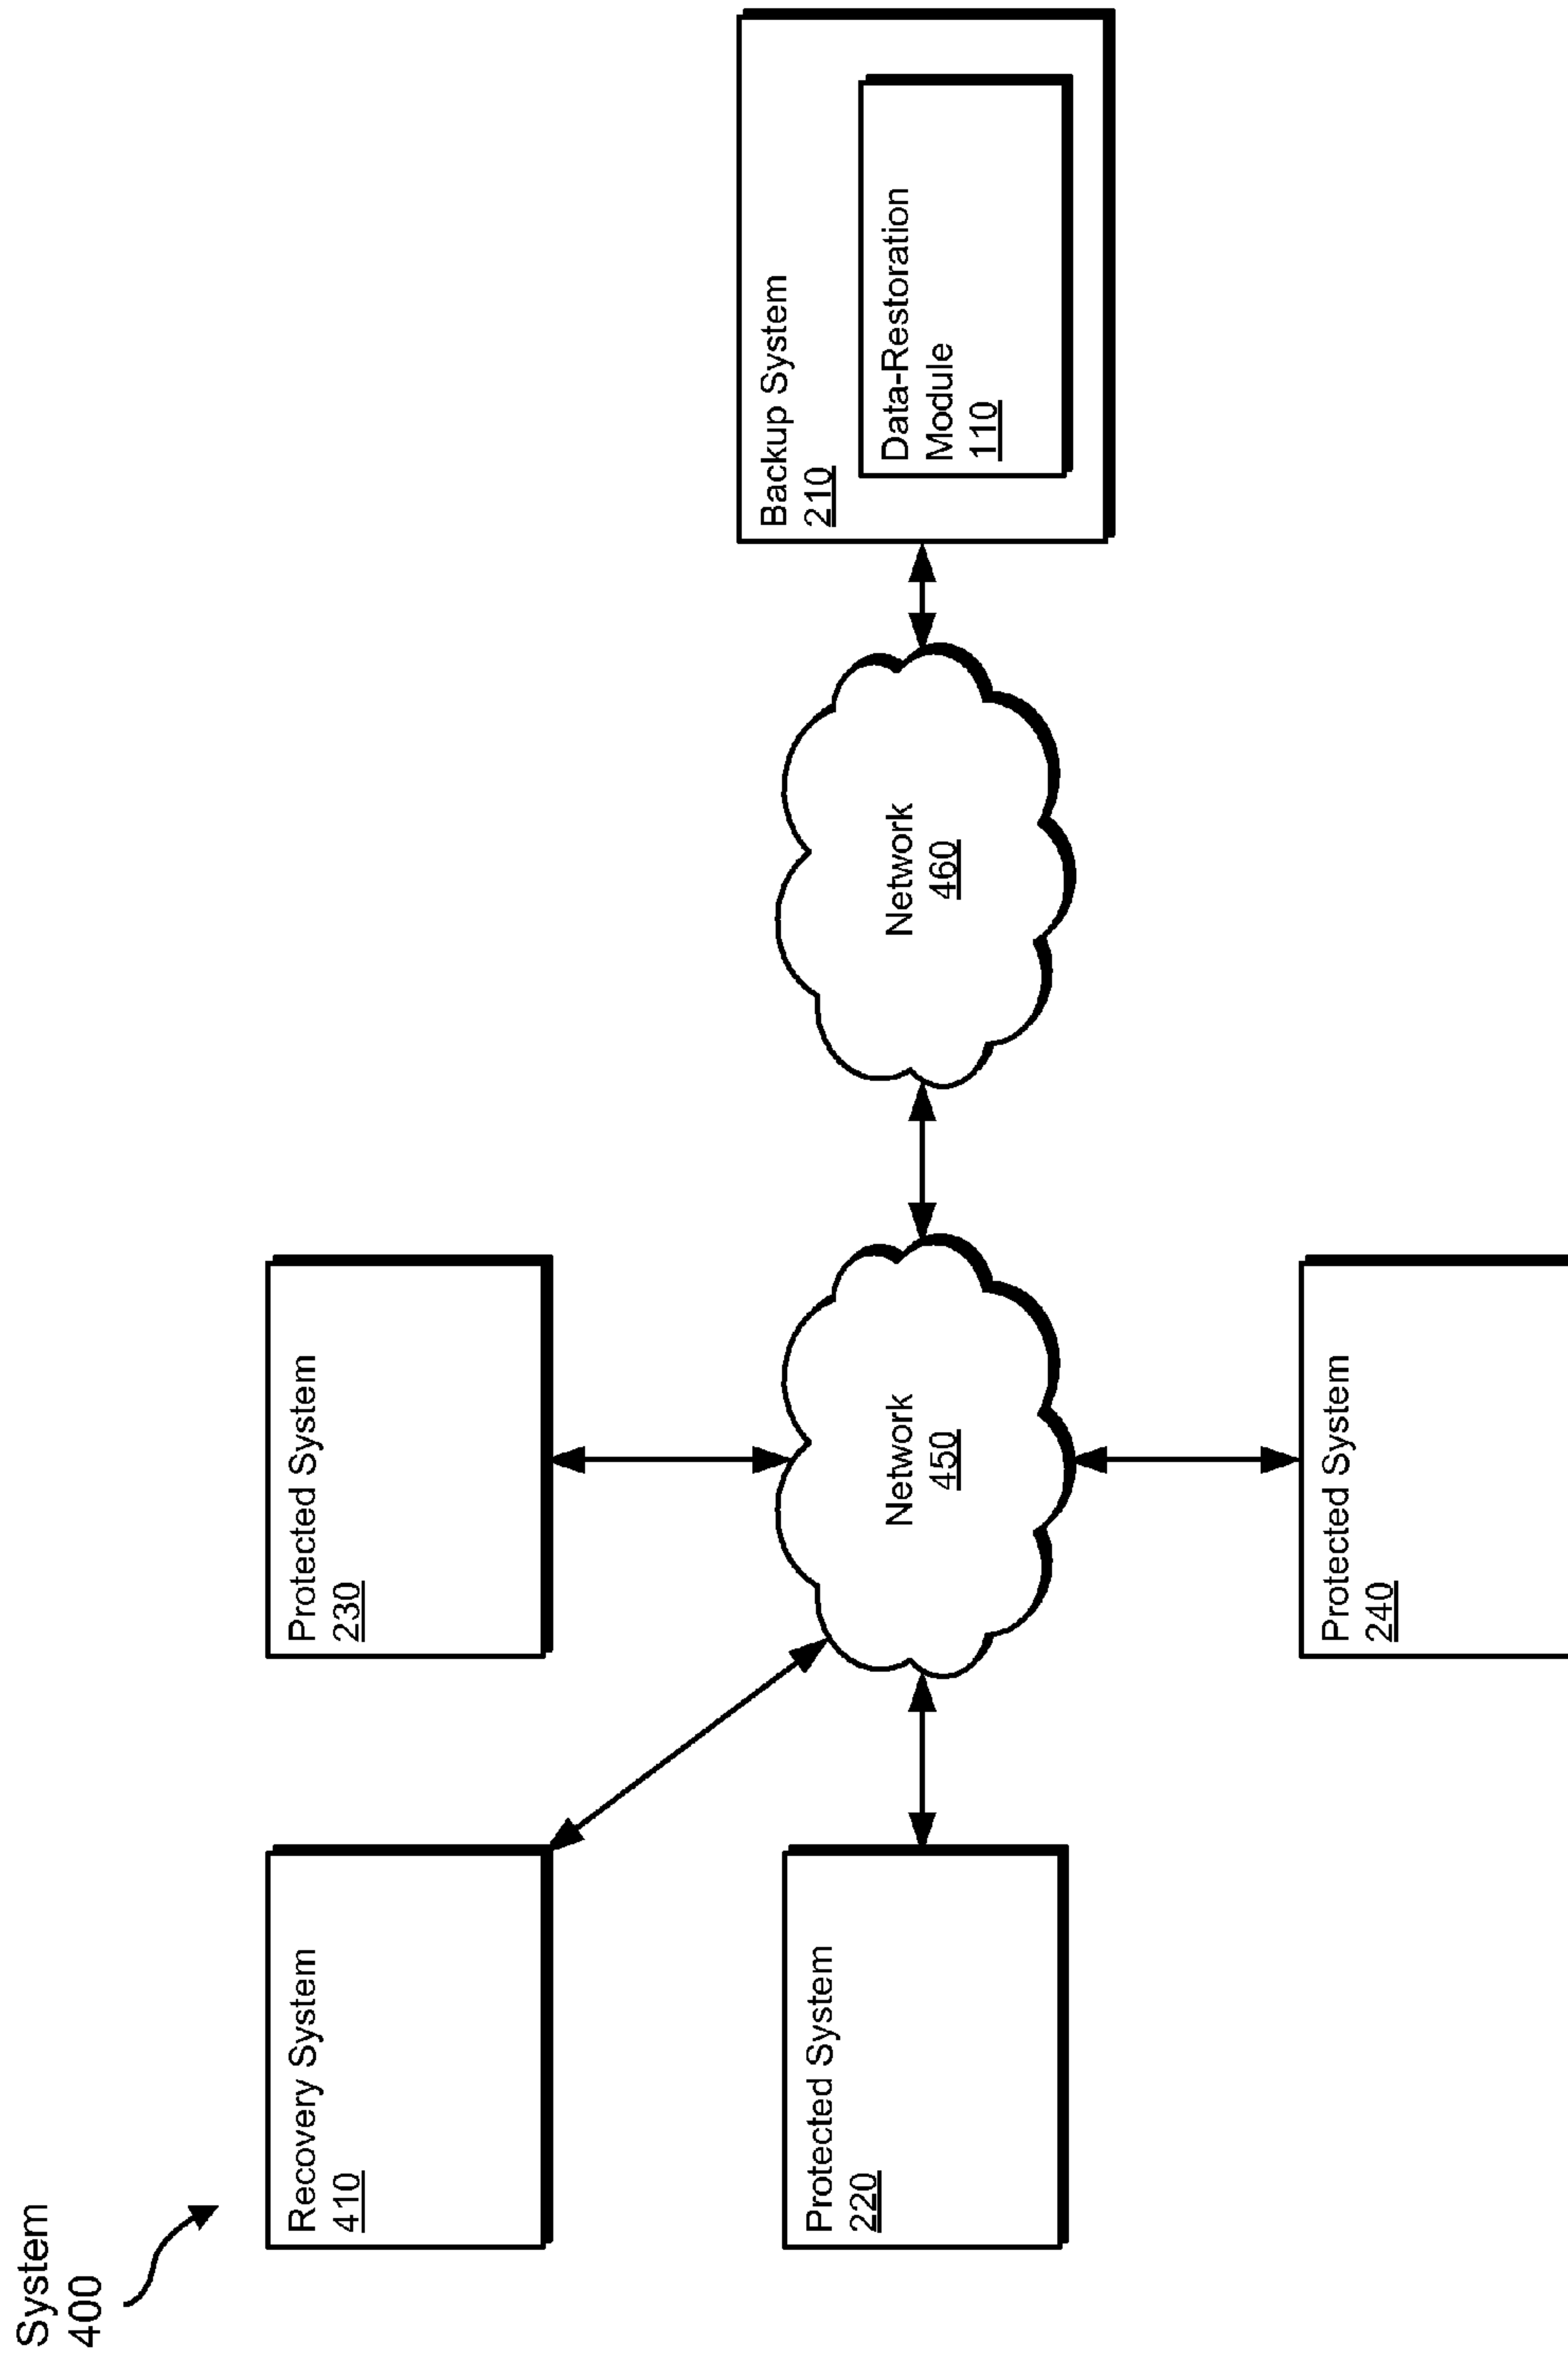 System
400
Recovery System
410
Protected System
230
Protected System
220
Network
450
Network
460
Backup System
210
Data-Restoration
Module
110
Protected System
240